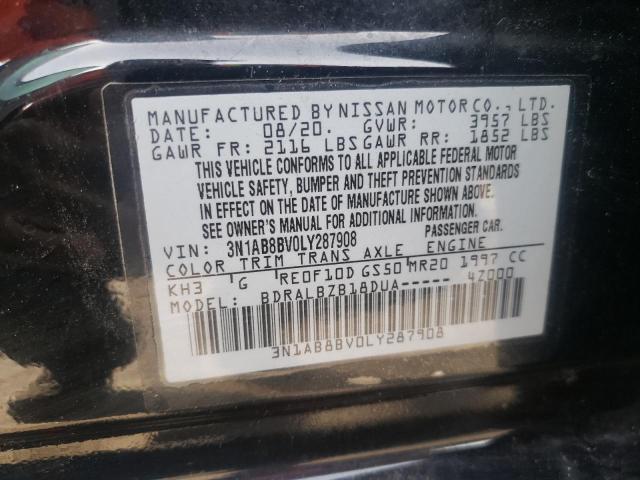 MANUFACTURED BY NISSAN MOTOR CO., LTD.
DATE: 08/20. GVWR: 3957 LBS
GAWR FR: 2116 LBS GAWR RR: 1852 LBS
THIS VEHICLE CONFORMS TO ALL APPLICABLE FEDERAL MOTOR
VEHICLE SAFETY, BUMPER AND THEFT PREVENTION STANDARDS
IN EFFECT ON THE DATE OF MANUFACTURE SHOWN ABOVE.
SEE OWNER'S MANUAL FOR ADDITIONAL INFORMATION.
VIN: 3N1AB8BV0LY287908 PASSENGER CAR.
COLOR TRIM TRANS AXLE ENGINE
KH3 G RE0F10D GS50 MR20 1997 CC
MODEL: BDRALBZB18DUA----- 4Z000
3N1AB8BV0LY287908